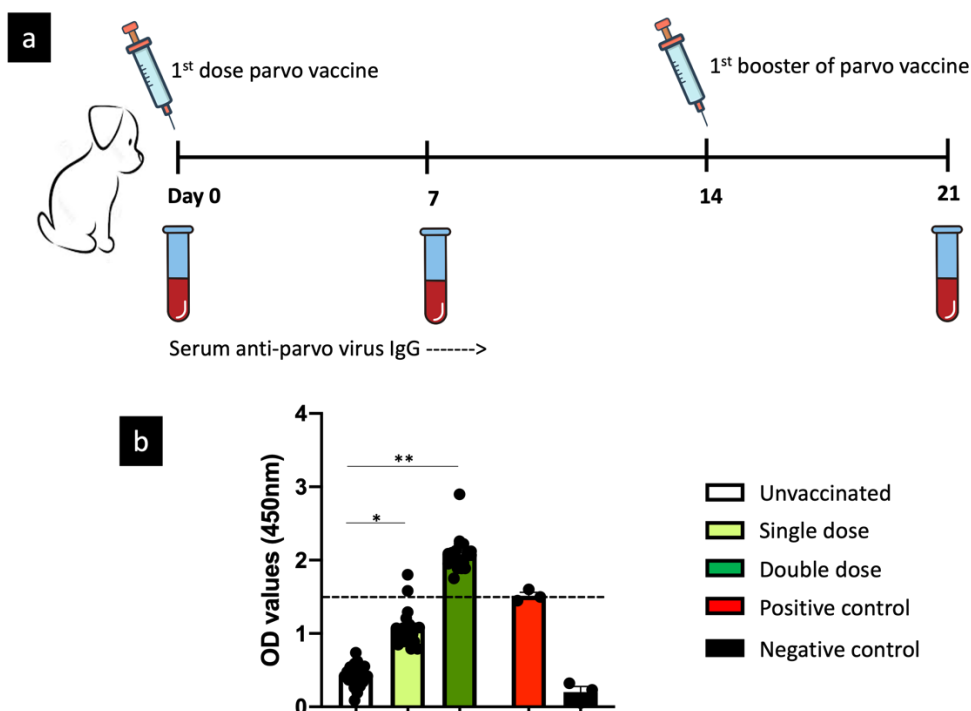 a
1st dose parvo vaccine
1st booster of parvo vaccine
Day 0
7
14
21
Serum anti-parvo virus IgG ------->
b
OD values (450nm)
4
3
2
1
0
**
*
Unvaccinated
Single dose
Double dose
Positive control
Negative control